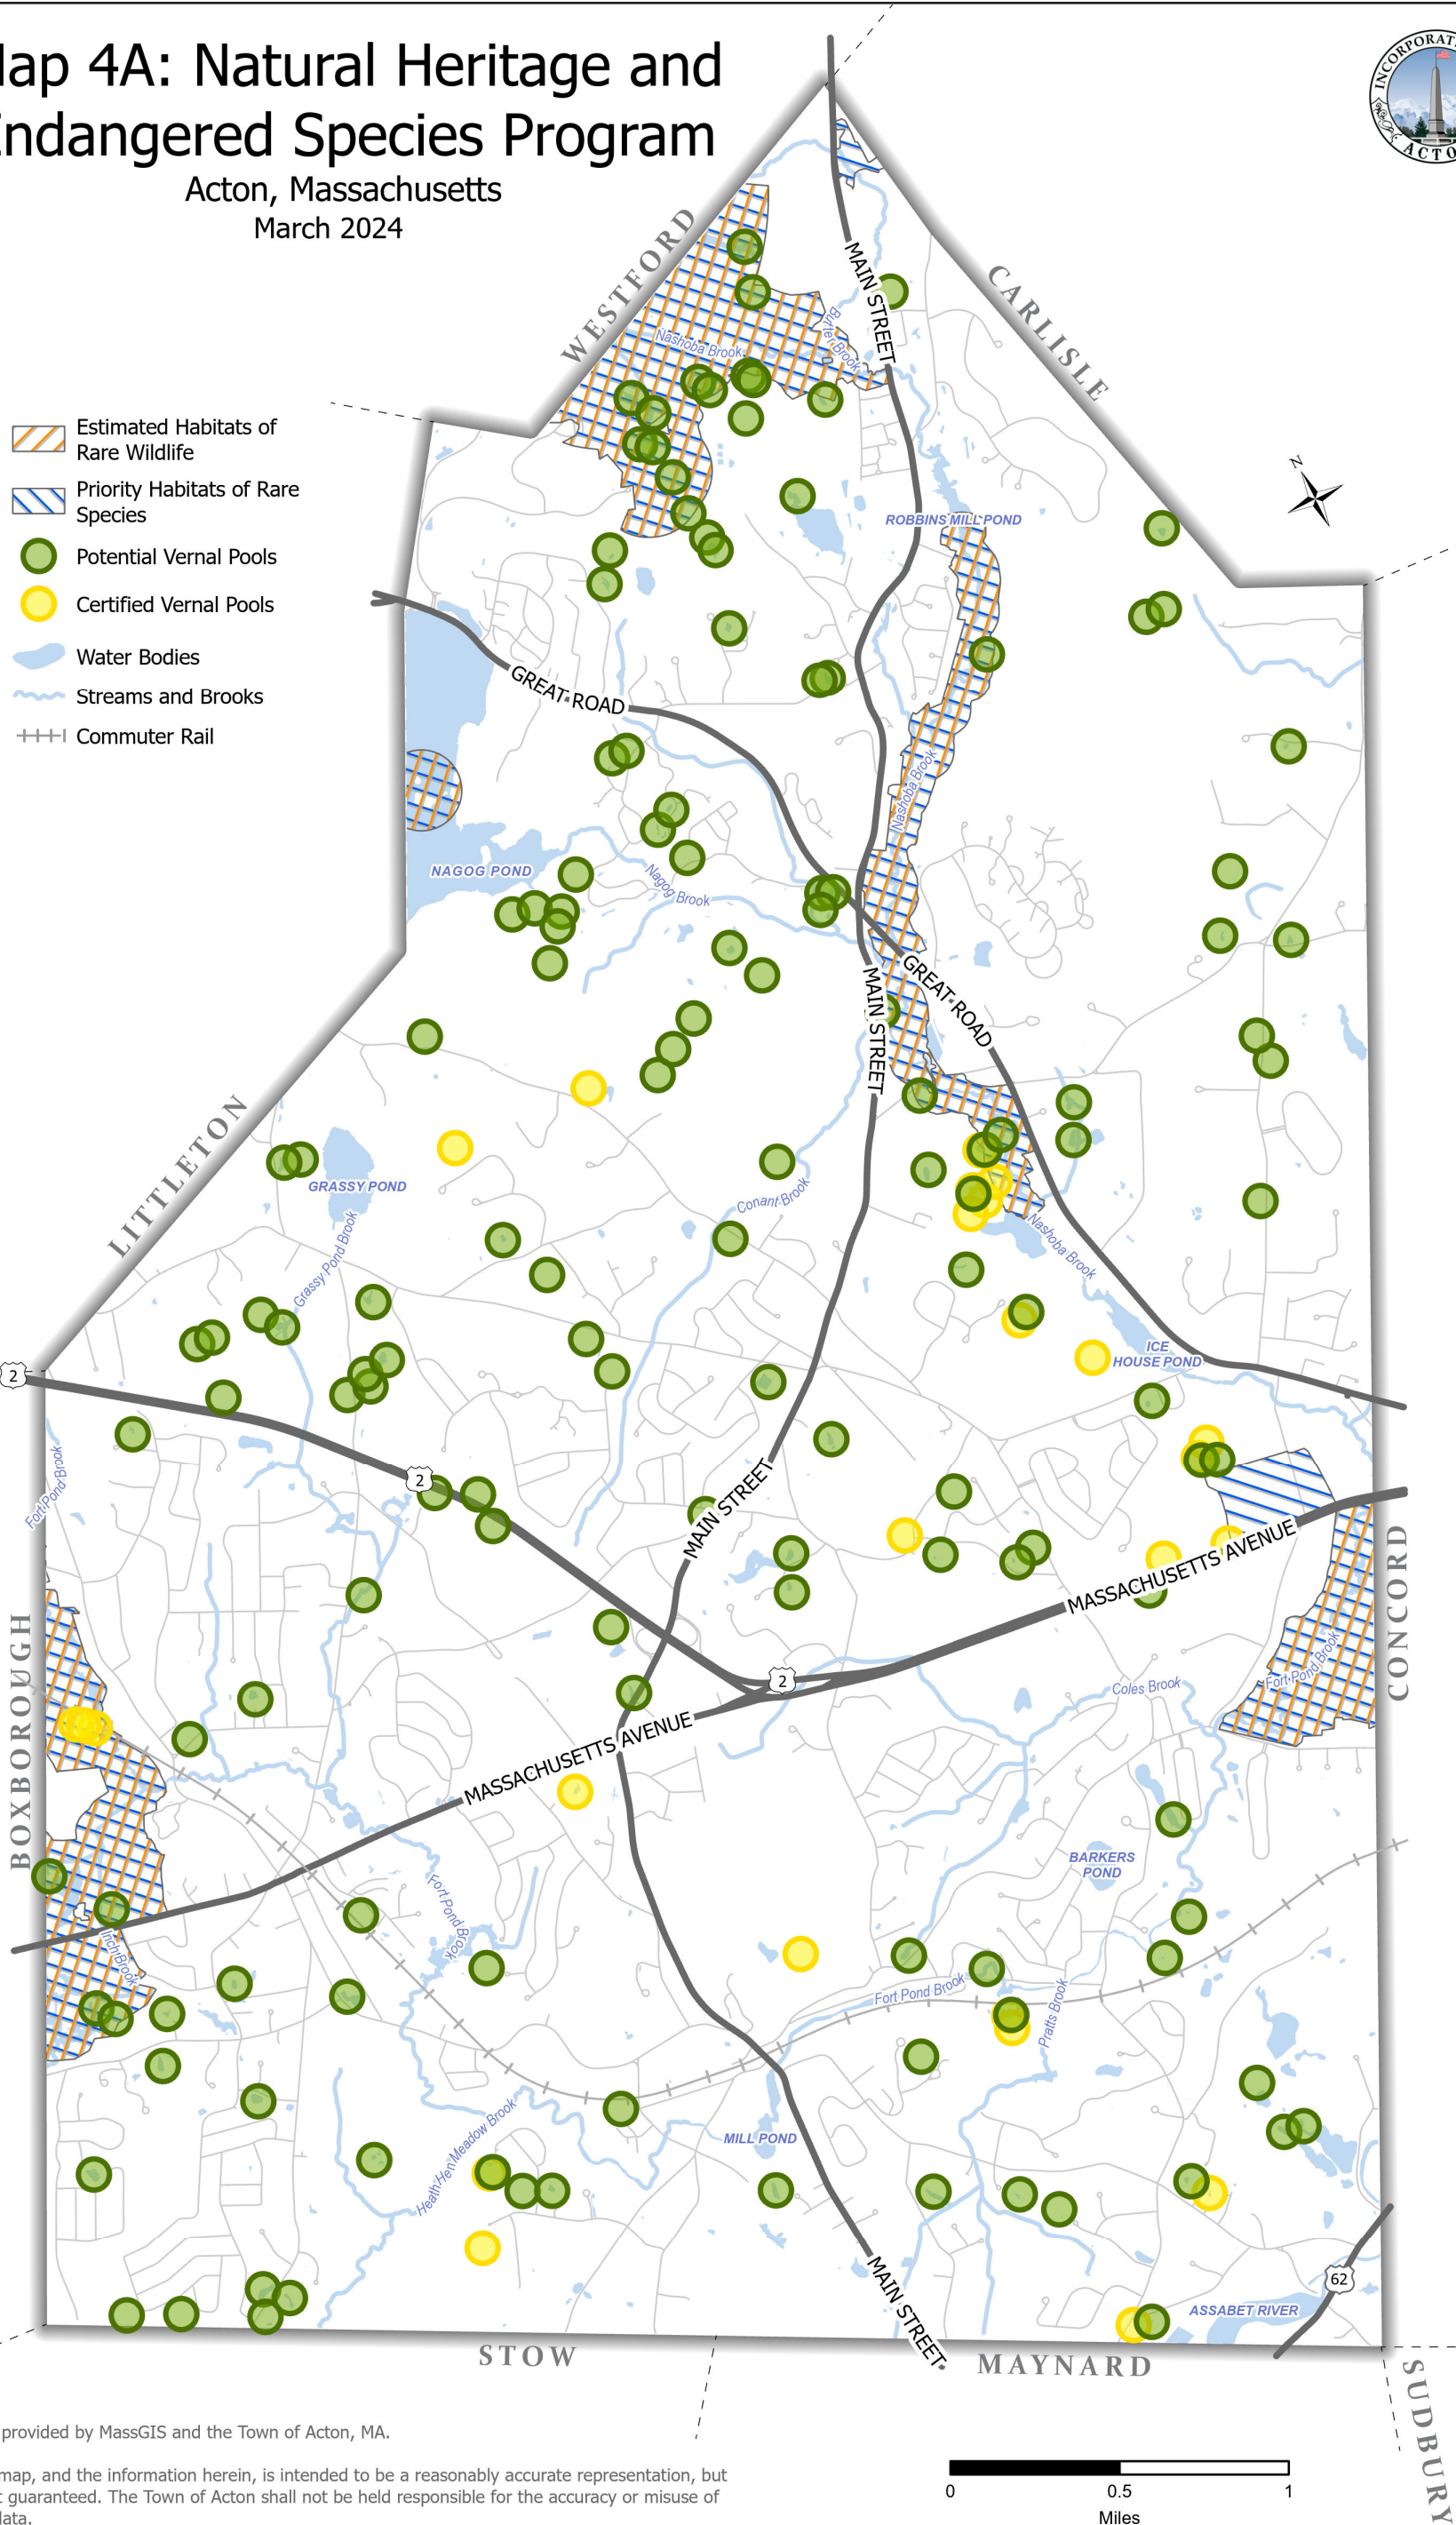 ap 4A: Natural Heritage and
ndangered Species Program
Acton, Massachusetts
March 2024
INCORPORAT
ACTO
WESTFORD
CARLISLE
MAIN STREET
Butter Brook
Nashoba Brook
Estimated Habitats of
Rare Wildlife
Priority Habitats of Rare
Species
Potential Vernal Pools
Certified Vernal Pools
Water Bodies
Streams and Brooks
Commuter Rail
N
ROBBINS MILL POND
GREAT ROAD
Nashoba Brook
NAGOG POND
Nagog Brook
GREAT ROAD
MAIN STREET
LITTLETON
GRASSY POND
Grassy Pond Brook
Conant Brook
Nashoba Brook
ICE
HOUSE POND
2
Fort Pond Brook
2
MAIN STREET
MASSACHUSETTS AVENUE
CONCORD
BOXBOROUGH
2
Coles Brook
Fort Pond Brook
MASSACHUSETTS AVENUE
BARKERS
POND
Fort Pond Brook
Inch Brook
Fort Pond Brook
Pratts Brook
Heath Hen Meadow Brook
MILL POND
MAIN STREET
62
ASSABET RIVER
STOW
MAYNARD
SUDBURY
provided by MassGIS and the Town of Acton, MA.
map, and the information herein, is intended to be a reasonably accurate representation, but
guaranteed. The Town of Acton shall not be held responsible for the accuracy or misuse of
data.
0 0.5 1
Miles